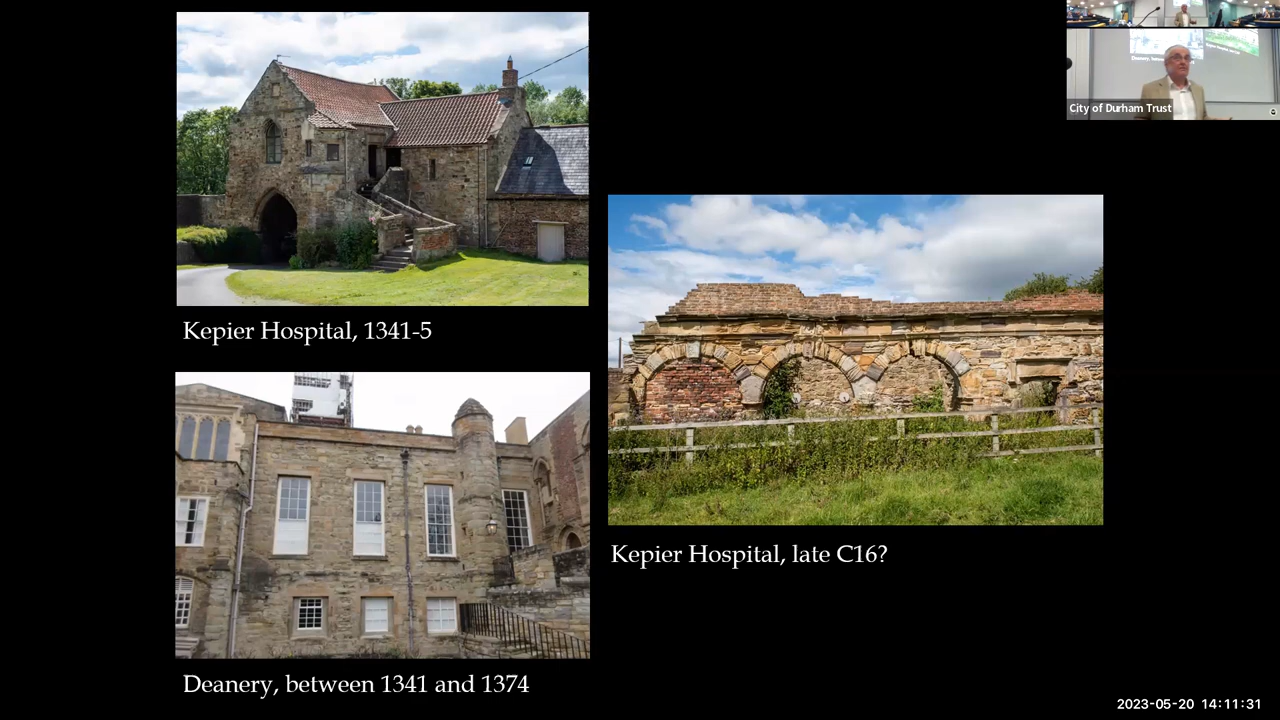 City of Durham Trust
Kepier Hospital, 1341-5
Kepier Hospital, late C16?
Deanery, between 1341 and 1374
2023-05-20 14:11:31